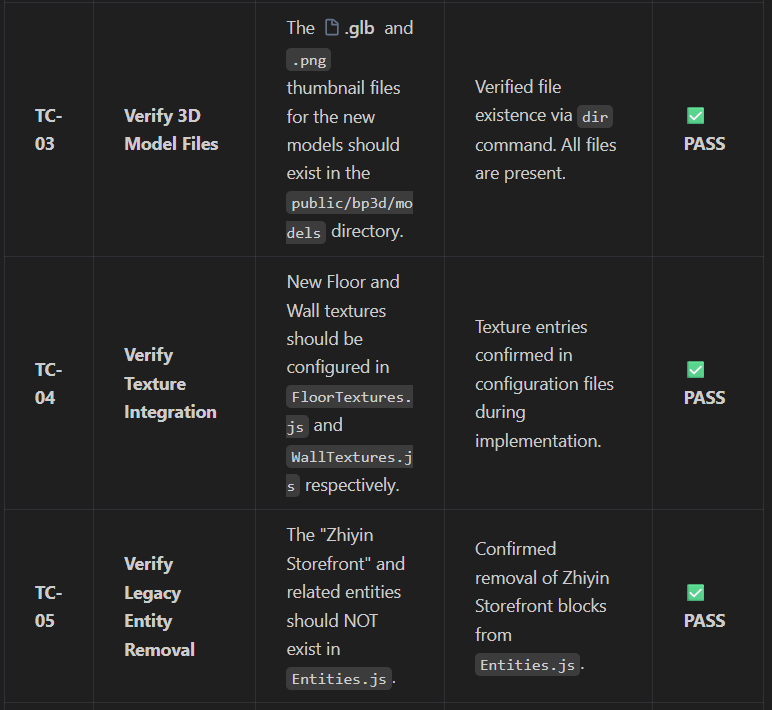 TC-
03
Verify 3D
Model Files
The .glb and
.png
thumbnail files
for the new
models should
exist in the
public/bp3d/mo
dels directory.
Verified file
existence via dir
command. All files
are present.
✅
PASS
TC-
04
Verify
Texture
Integration
New Floor and
Wall textures
should be
configured in
FloorTextures.
js and
WallTextures.j
s respectively.
Texture entries
confirmed in
configuration files
during
implementation.
✅
PASS
TC-
05
Verify
Legacy
Entity
Removal
The "Zhiyin
Storefront" and
related entities
should NOT
exist in
Entities.js.
Confirmed
removal of Zhiyin
Storefront blocks
from
Entities.js.
✅
PASS